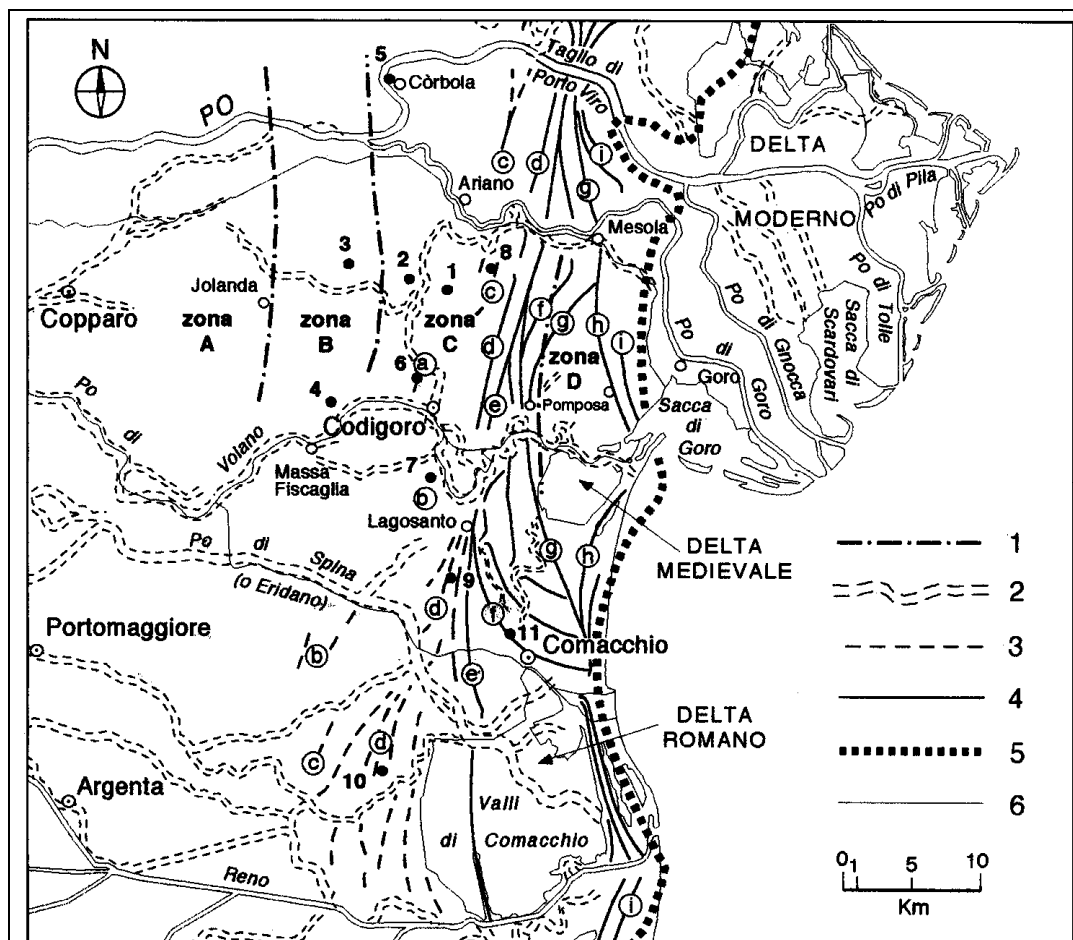 N
5
Còrbola
PO
Taglio di
Porto Viro
c
d
i
g
DELTA
MODERNO
Po di Pila
Ariano
Mesola
3
2
1
8
c
Jolanda
Copparo
zona
A
zona
B
zona
C
f
g
h
i
d
zona
D
6
a
4
e
Pomposa
Codigoro
Po
di
Goro
Goro
Po
di
Gnocca
Po
di
Tolle
Sacca di
Scardovari
Sacca
di
Goro
Po
di
Volano
Massa
Fiscaglia
7
b
Lagosanto
Po
di
Spina
(o Eridano)
g
h
DELTA
MEDIEVALE
9
d
f
11
Comacchio
Portomaggiore
b
e
DELTA
ROMANO
c
d
10
Argenta
Valli
di
Comacchio
Reno
i
1
2
3
4
5
6
0
1
5
10
Km